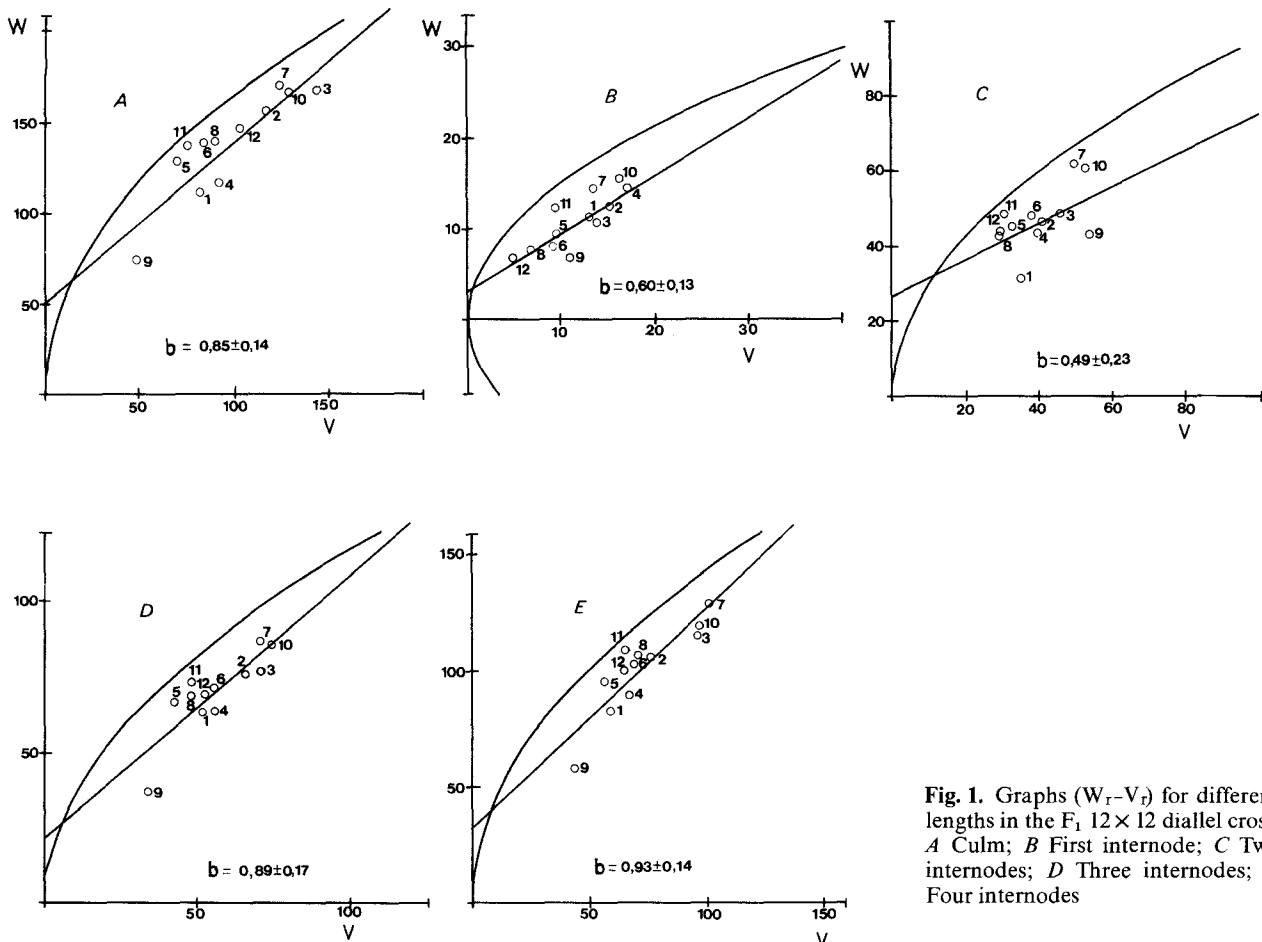 W
A
150
100
50
7
10
3
2
12
11
8
6
5
4
1
9
b = 0,85±0,14
50 100 150
V
W
B
30
20
10
10
7
4
11
1
2
3
5
6
8
12
9
b = 0,60±0,13
10 20 30
V
W
C
80
60
40
20
7
10
11
6
3
12
5
2
8
4
9
1
b = 0,49±0,23
20 40 60 80
V
D
100
50
7
10
2
3
11
12
6
5
8
1
4
9
b = 0,89±0,17
50 100
V
E
150
100
50
7
10
3
11
8
12
6
2
5
4
1
9
b = 0,93±0,14
50 100 150
V
Fig. 1. Graphs (Wr-Vr) for differen
lengths in the F1 12 × 12 diallel cros
A Culm; B First internode; C Tw
internodes; D Three internodes;
Four internodes